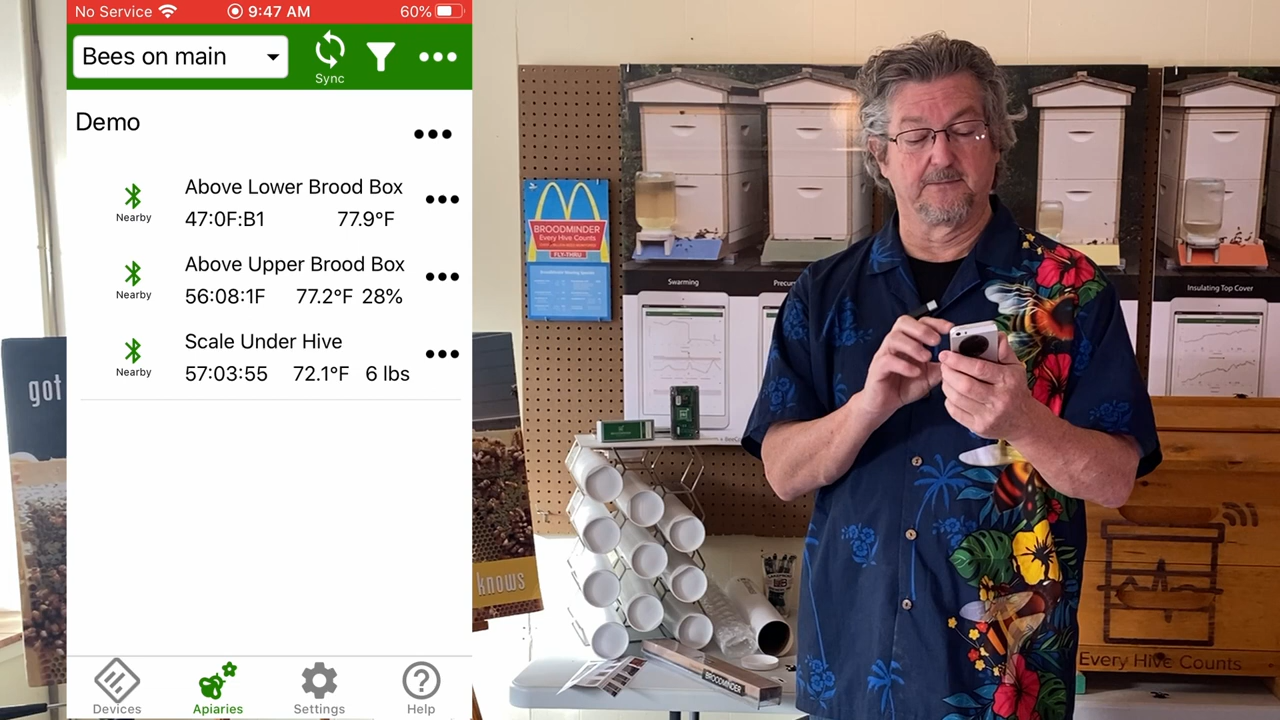 No Service 9:47 AM 60%
Bees on main
Sync
Demo
Above Lower Brood Box
Nearby
47:0F:B1 77.9°F
Above Upper Brood Box
Nearby
56:08:1F 77.2°F 28%
Scale Under Hive
Nearby
57:03:55 72.1°F 6 lbs
Devices Apiaries Settings Help
got
knows
BROODMINDER
Every Hive Counts
FLY-THRU
Swarming
Insulating Top Cover
BROODMINDER
Every Hive Counts